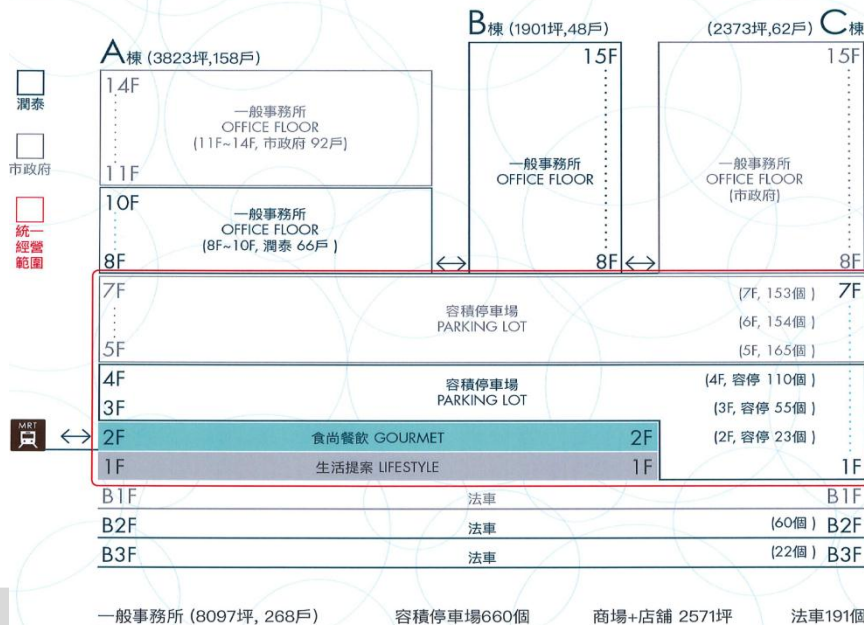 A棟 (3823坪,158戶)
B棟 (1901坪,48戶)
(2373坪,62戶) C棟
潤泰
市政府
統一
經營
範圍
14F
一般事務所
OFFICE FLOOR
(11F~14F, 市政府 92戶)
11F
10F
一般事務所
OFFICE FLOOR
(8F~10F, 潤泰 66戶 )
8F
15F
一般事務所
OFFICE FLOOR
8F
15F
一般事務所
OFFICE FLOOR
(市政府)
8F
7F
容積停車場
PARKING LOT
(7F, 153個 )
7F
(6F, 154個 )
5F
(5F, 165個 )
4F
容積停車場
PARKING LOT
(4F, 容停 110個 )
3F
(3F, 容停 55個 )
MRT
2F
食尚餐飲 GOURMET
2F
(2F, 容停 23個 )
1F
生活提案 LIFESTYLE
1F
1F
B1F
法車
B1F
B2F
法車
(60個 ) B2F
B3F
法車
(22個 ) B3F
一般事務所 (8097坪, 268戶)
容積停車場660個
商場+店舖 2571坪
法車191個